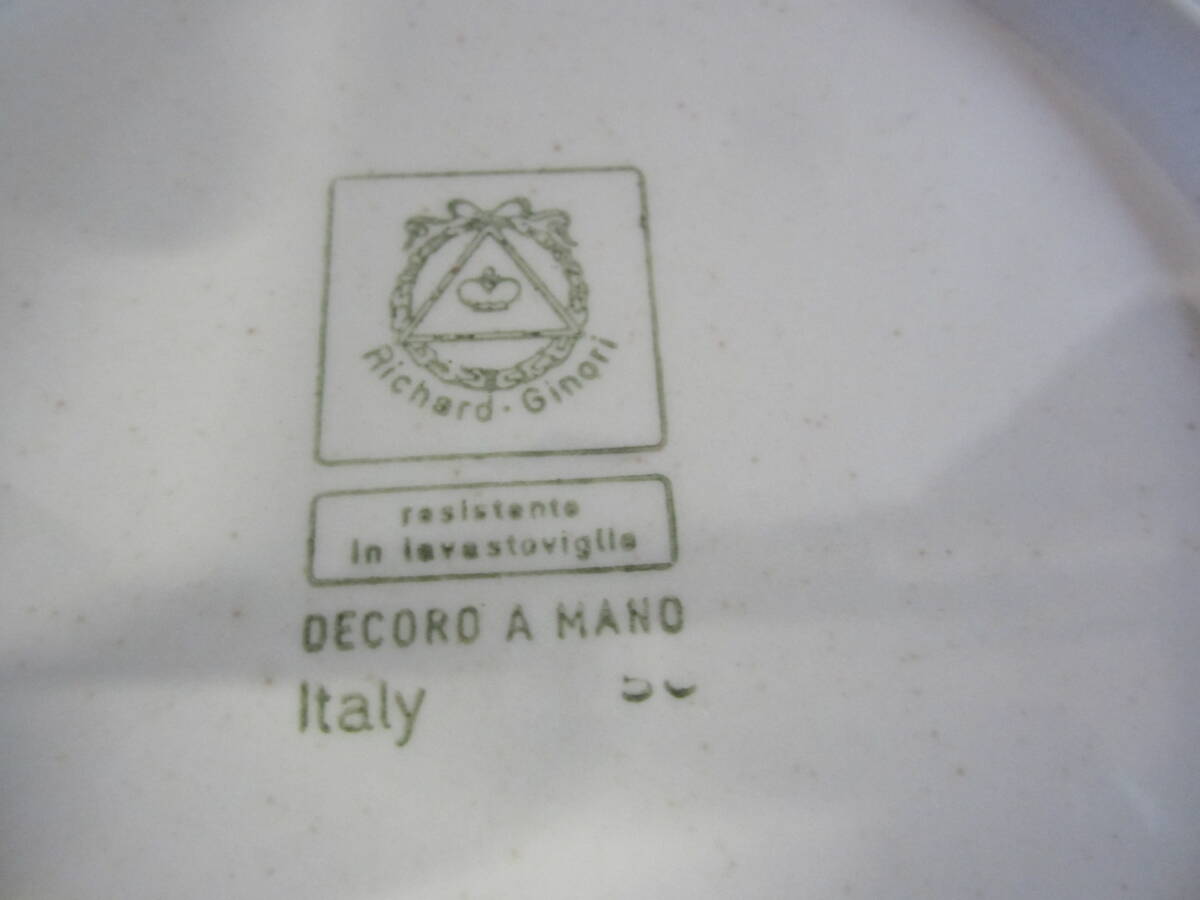 Richard·Ginori
resistente
in lavastoviglie
DECORO A MANO
Italy